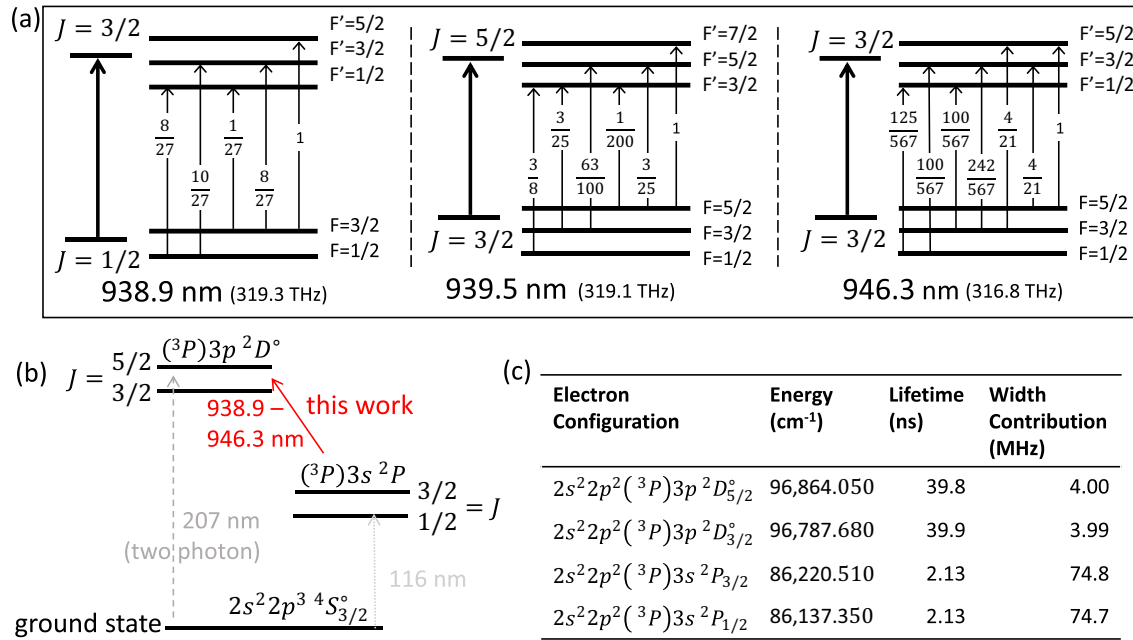 (a)
J = 3/2
F'=5/2
F'=3/2
F'=1/2
8/27
10/27
1/27
8/27
1
F=3/2
F=1/2
J = 1/2
938.9 nm (319.3 THz)
J = 5/2
F'=7/2
F'=5/2
F'=3/2
3/8
3/25
63/100
1/200
3/25
1
F=5/2
F=3/2
F=1/2
J = 3/2
939.5 nm (319.1 THz)
J = 3/2
F'=5/2
F'=3/2
F'=1/2
125/567
100/567
100/567
242/567
4/21
4/21
1
F=5/2
F=3/2
F=1/2
J = 3/2
946.3 nm (316.8 THz)
(b)
(³P)3p ²D°
J = 5/2
3/2
938.9 –
946.3 nm
this work
(³P)3s ²P
3/2
1/2
= J
207 nm
(two photon)
116 nm
ground state
2s²2p³ ⁴S°₃/₂
(c)
Electron Configuration Energy (cm⁻¹) Lifetime (ns) Width Contribution (MHz)
2s²2p²(³P)3p ²D°₅/₂ 96,864.050 39.8 4.00
2s²2p²(³P)3p ²D°₃/₂ 96,787.680 39.9 3.99
2s²2p²(³P)3s ²P₃/₂ 86,220.510 2.13 74.8
2s²2p²(³P)3s ²P₁/₂ 86,137.350 2.13 74.7